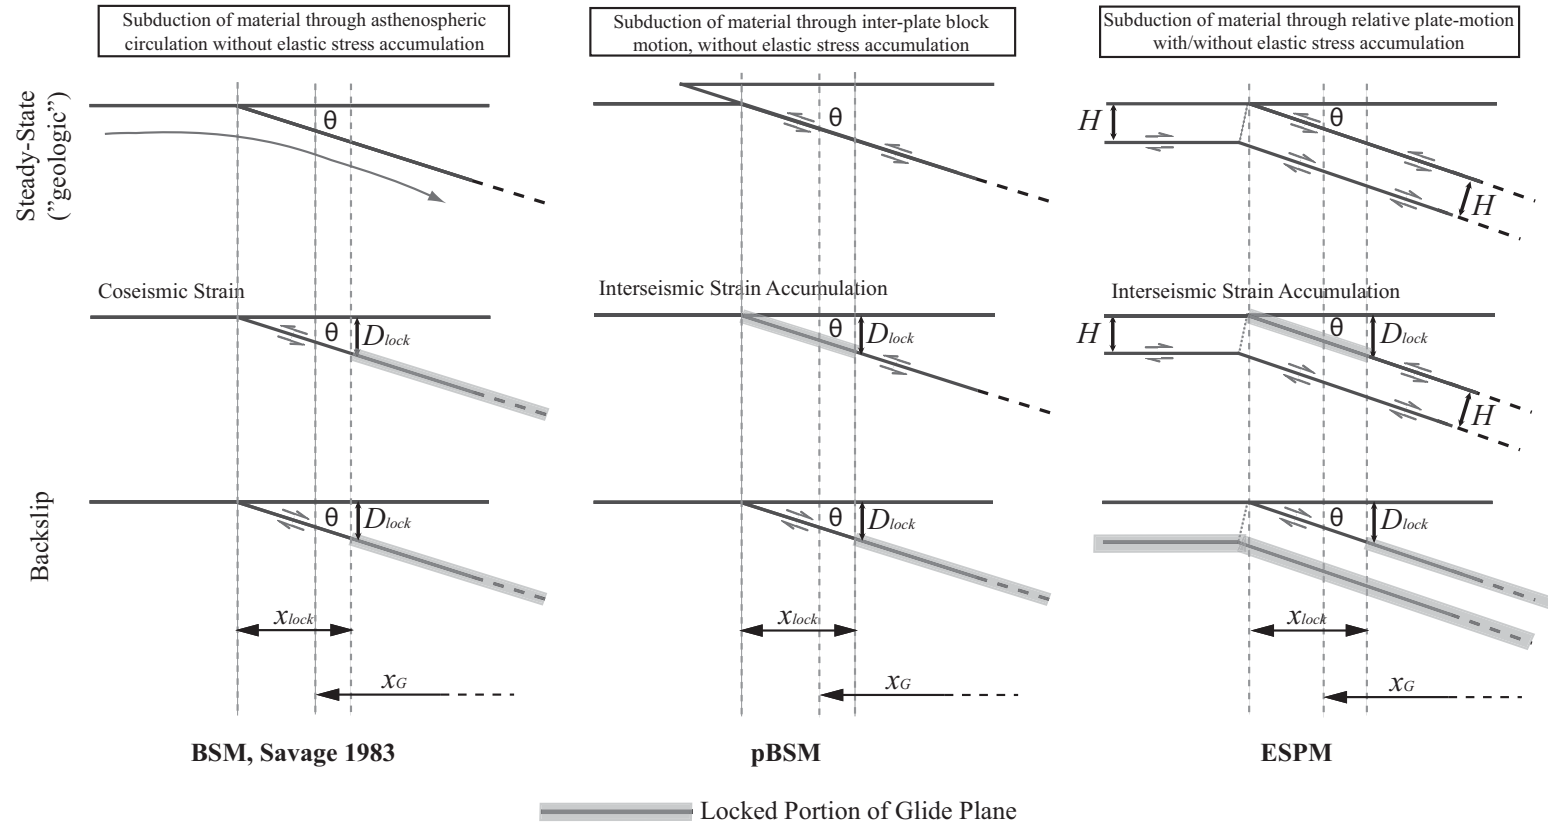 Subduction of material through asthenospheric
circulation without elastic stress accumulation
Subduction of material through inter-plate block
motion, without elastic stress accumulation
Subduction of material through relative plate-motion
with/without elastic stress accumulation
Steady-State
("geologic")
θ
θ
H
θ
H
Coseismic Strain
θ
Dlock
Interseismic Strain Accumulation
θ
Dlock
Interseismic Strain Accumulation
H
θ
Dlock
H
Backslip
θ
Dlock
θ
Dlock
θ
Dlock
xlock
xlock
xlock
xG
xG
xG
BSM, Savage 1983
pBSM
ESPM
Locked Portion of Glide Plane